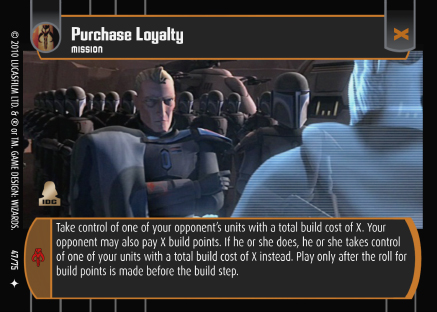 Purchase Loyalty
MISSION
X
© 2010 LUCASFILM LTD. & ® or TM. GAME DESIGN: WIZARDS.
47/75
IDC
Take control of one of your opponent's units with a total build cost of X. Your
opponent may also pay X build points. If he or she does, he or she takes control
of one of your units with a total build cost of X instead. Play only after the roll for
build points is made before the build step.